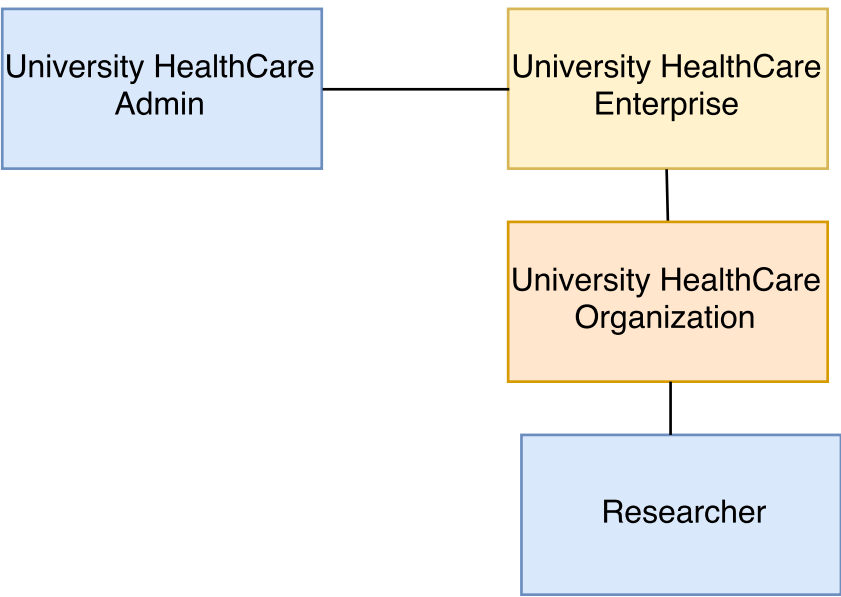 University HealthCare
Admin
University HealthCare
Enterprise
University HealthCare
Organization
Researcher